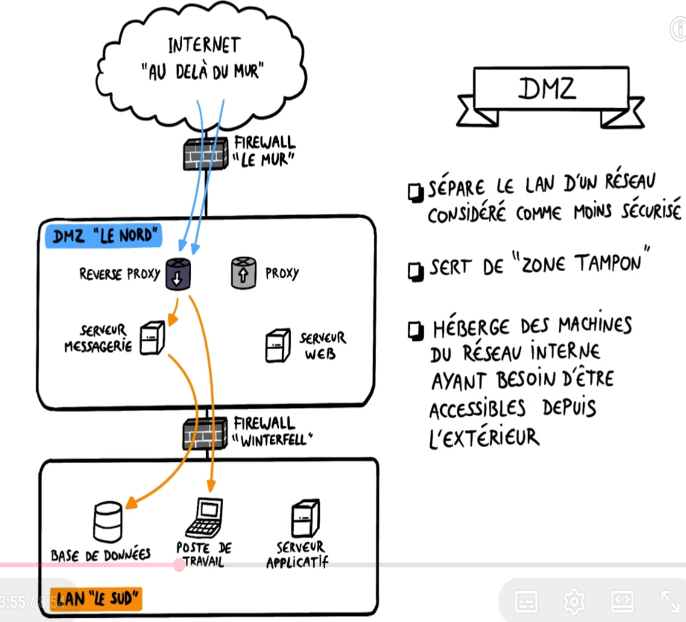 INTERNET
"AU DELÀ DU MUR"
FIREWALL
"LE MUR"
DMZ "LE NORD"
REVERSE PROXY
PROXY
SERVEUR
MESSAGERIE
SERVEUR
WEB
FIREWALL
"WINTERFELL"
BASE DE DONNÉES
POSTE DE
TRAVAIL
SERVEUR
APPLICATIF
LAN "LE SUD"
3:55 /
DMZ
SÉPARE LE LAN D'UN RÉSEAU
CONSIDÉRÉ COMME MOINS SÉCURISÉ
SERT DE "ZONE TAMPON"
HÉBERGE DES MACHINES
DU RÉSEAU INTERNE
AYANT BESOIN D'ÊTRE
ACCESSIBLES DEPUIS
L'EXTÉRIEUR